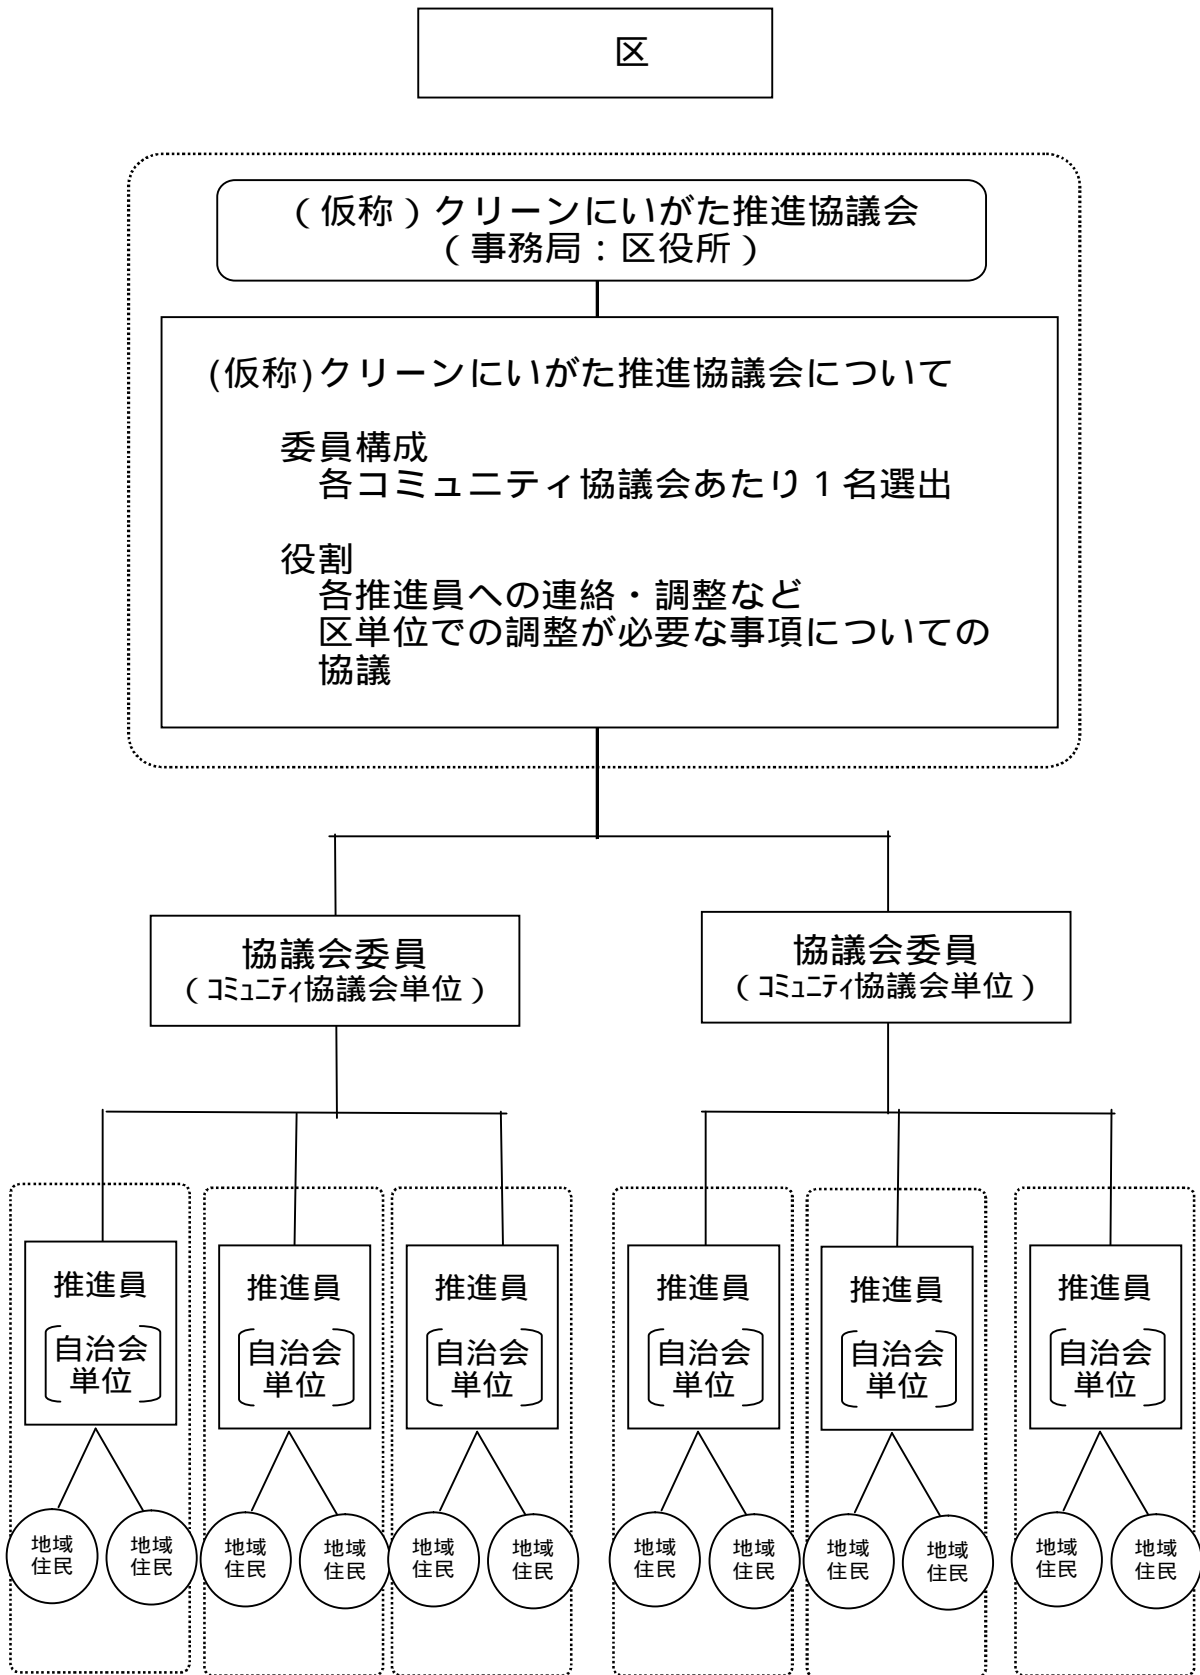 区
（仮称）クリーンにいがた推進協議会
（事務局：区役所）
(仮称)クリーンにいがた推進協議会について
委員構成
各コミュニティ協議会あたり１名選出
役割
各推進員への連絡・調整など
区単位での調整が必要な事項についての
協議
協議会委員
（ｺﾐｭﾆﾃｨ協議会単位）
協議会委員
（ｺﾐｭﾆﾃｨ協議会単位）
推進員
自治会
単位
推進員
自治会
単位
推進員
自治会
単位
推進員
自治会
単位
推進員
自治会
単位
推進員
自治会
単位
地域
住民
地域
住民
地域
住民
地域
住民
地域
住民
地域
住民
地域
住民
地域
住民
地域
住民
地域
住民
地域
住民
地域
住民